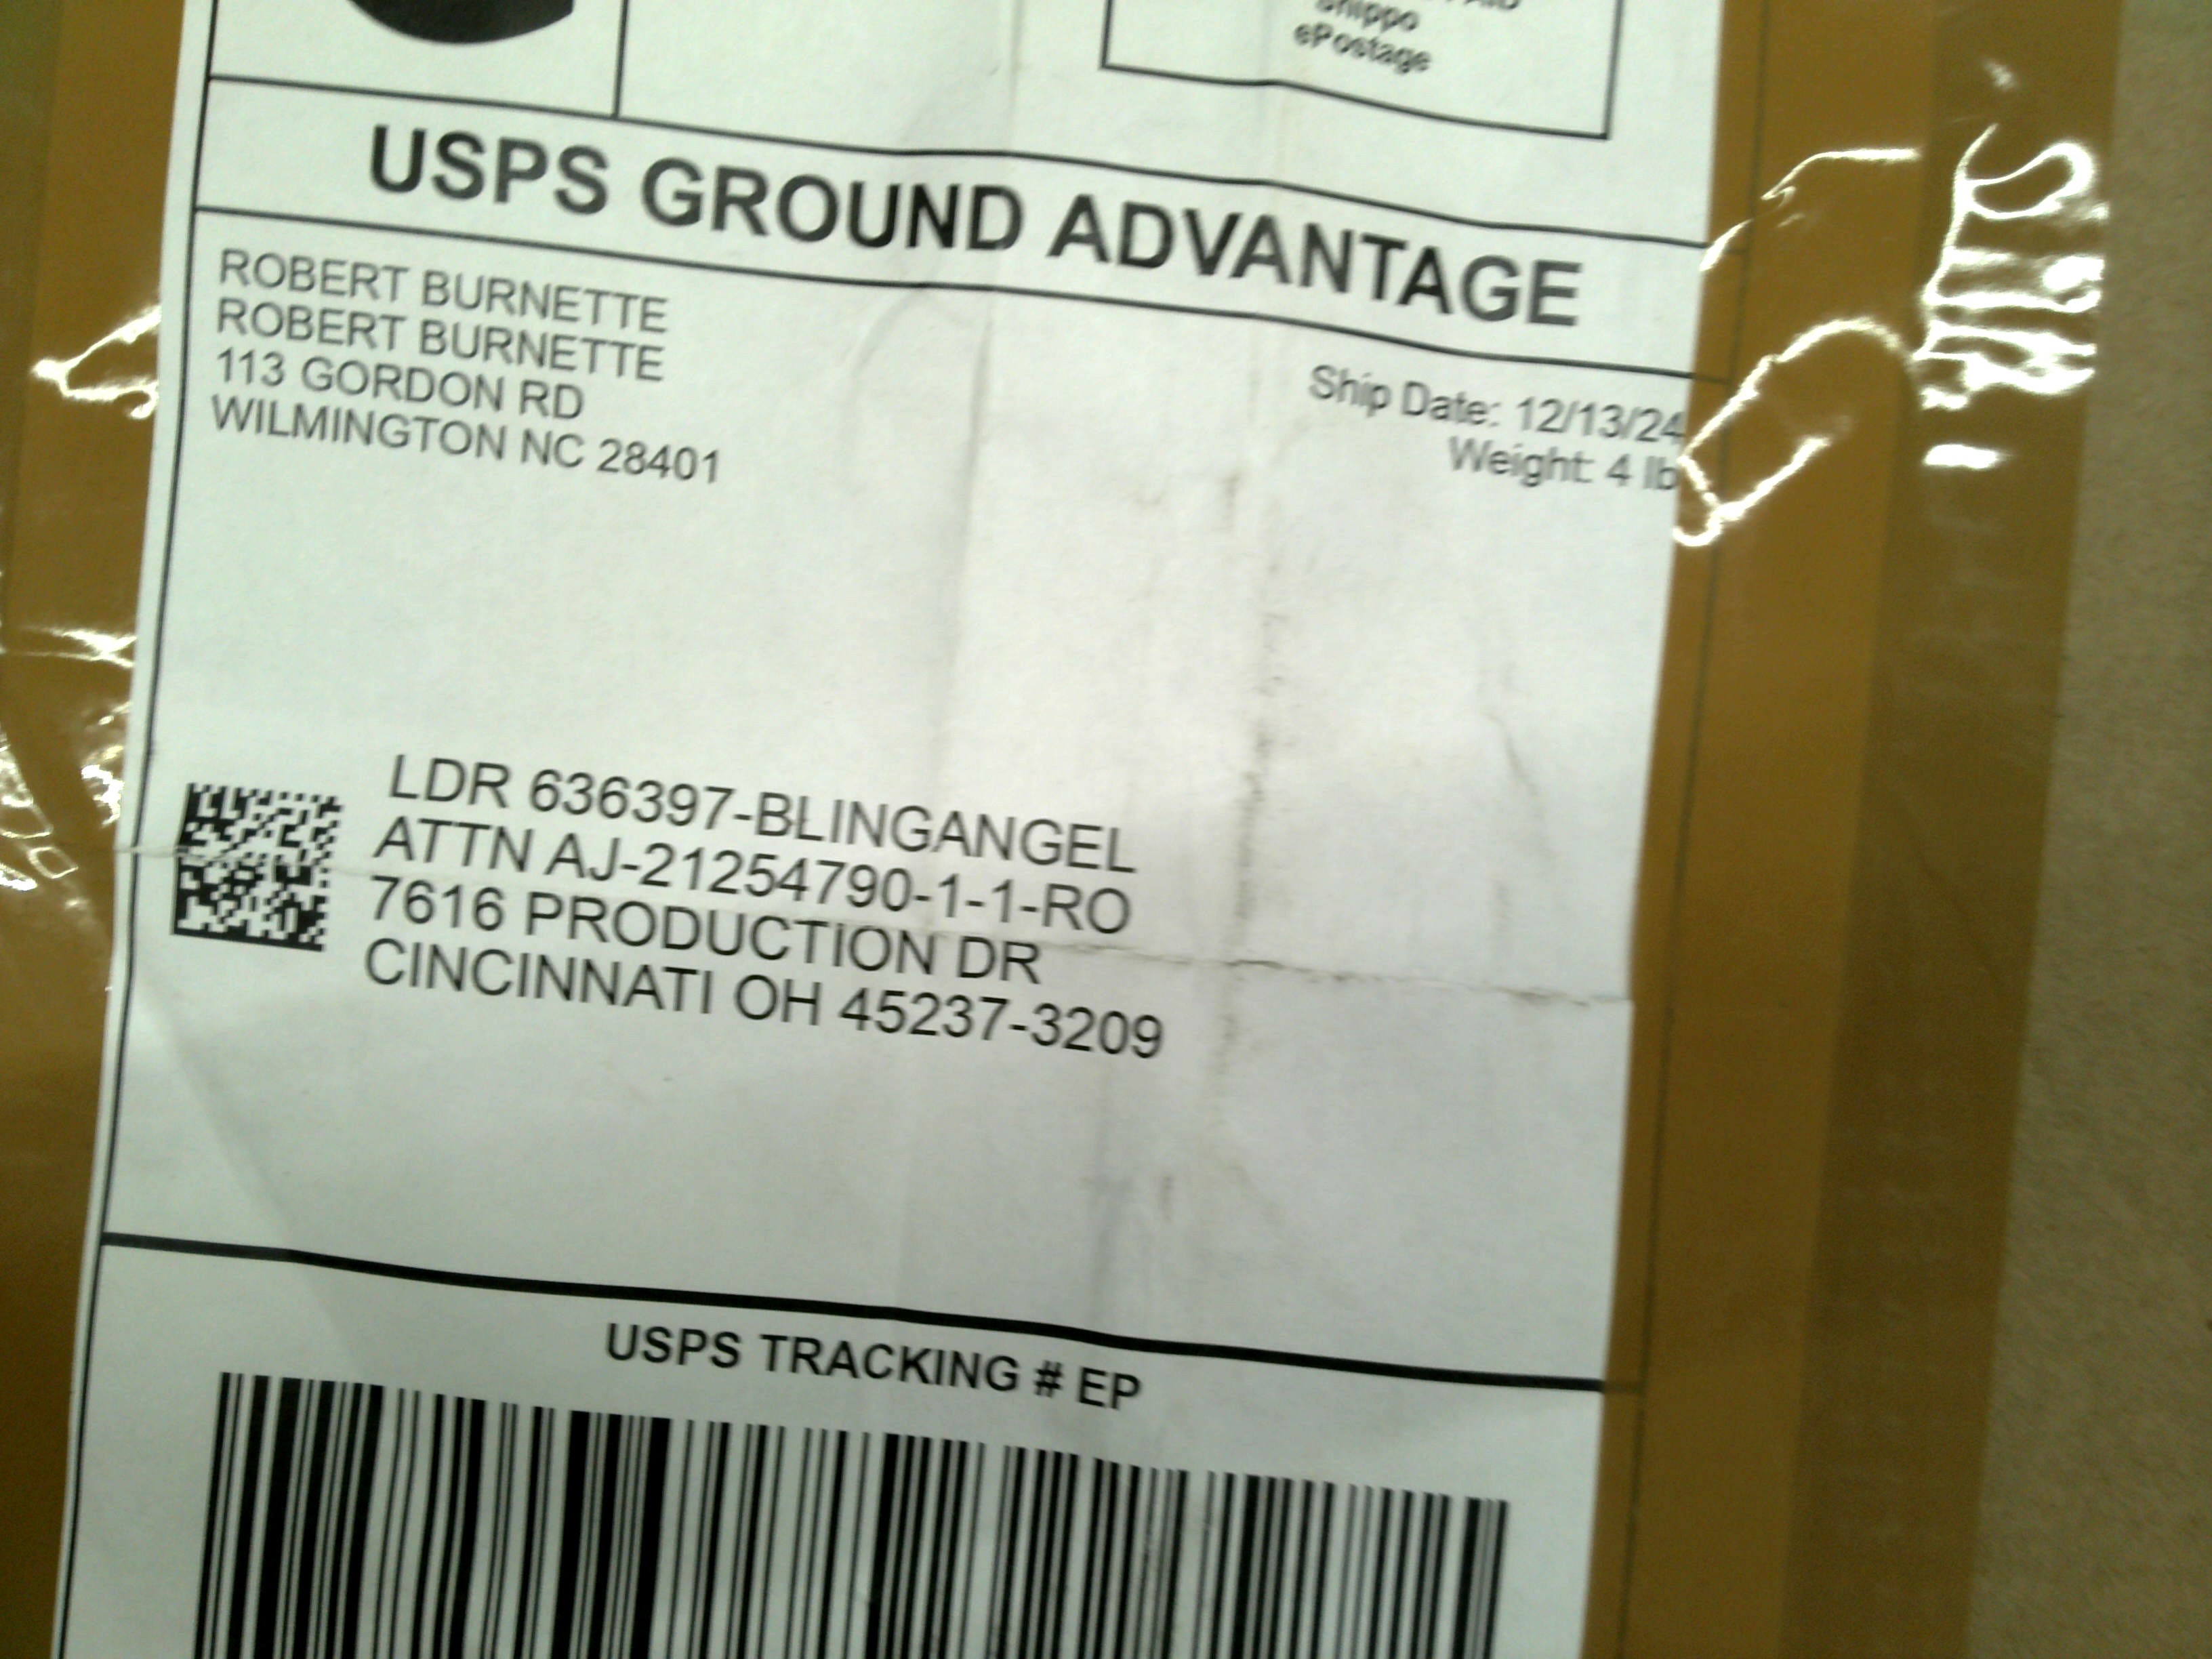 Shippo
ePostage
USPS GROUND ADVANTAGE
ROBERT BURNETTE
ROBERT BURNETTE
113 GORDON RD
WILMINGTON NC 28401
Ship Date: 12/13/24
Weight: 4 lb
LDR 636397-BLINGANGEL
ATTN AJ-21254790-1-1-RO
7616 PRODUCTION DR
CINCINNATI OH 45237-3209
USPS TRACKING # EP